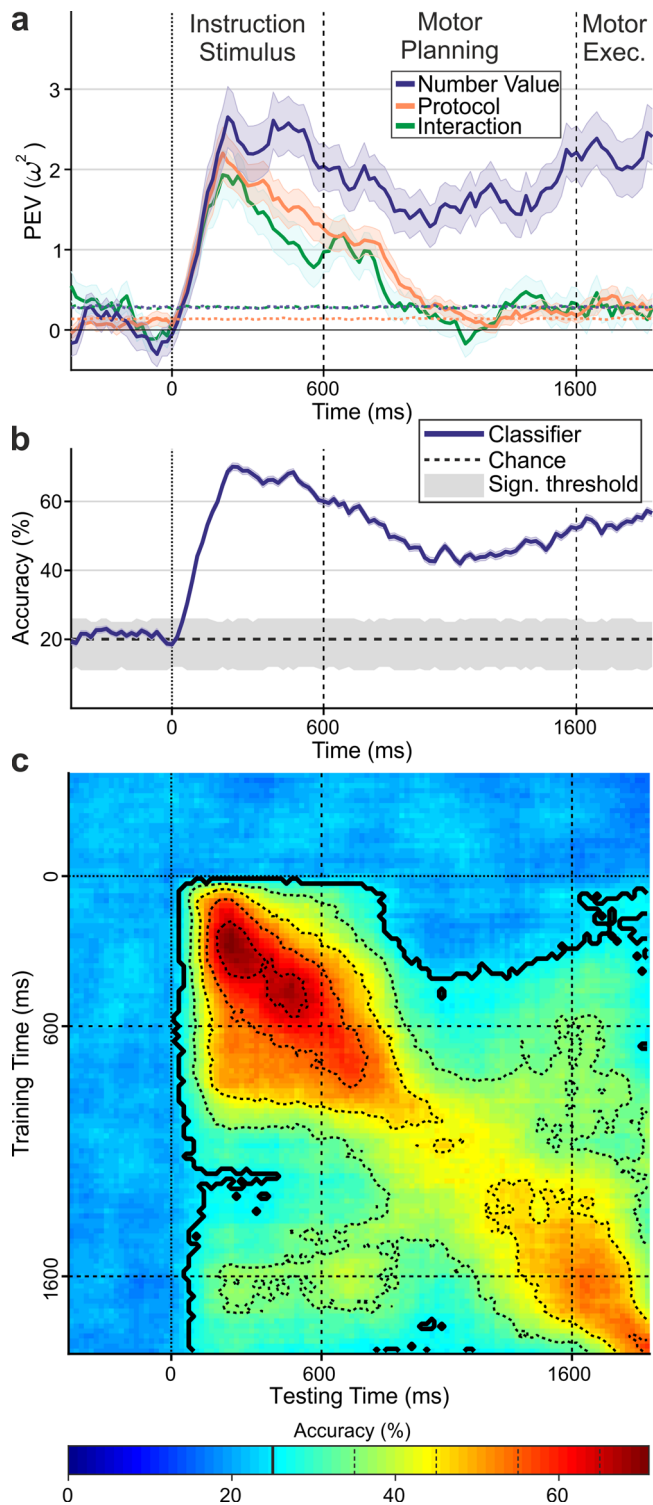 a
Instruction
Stimulus
Motor
Planning
Motor
Exec.
Number Value
Protocol
Interaction
PEV (ω²)
3
2
1
0
0
600
1600
Time (ms)
b
Classifier
Chance
Sign. threshold
Accuracy (%)
60
40
20
0
600
1600
Time (ms)
c
Training Time (ms)
0
600
1600
0
600
1600
Testing Time (ms)
Accuracy (%)
0
20
40
60